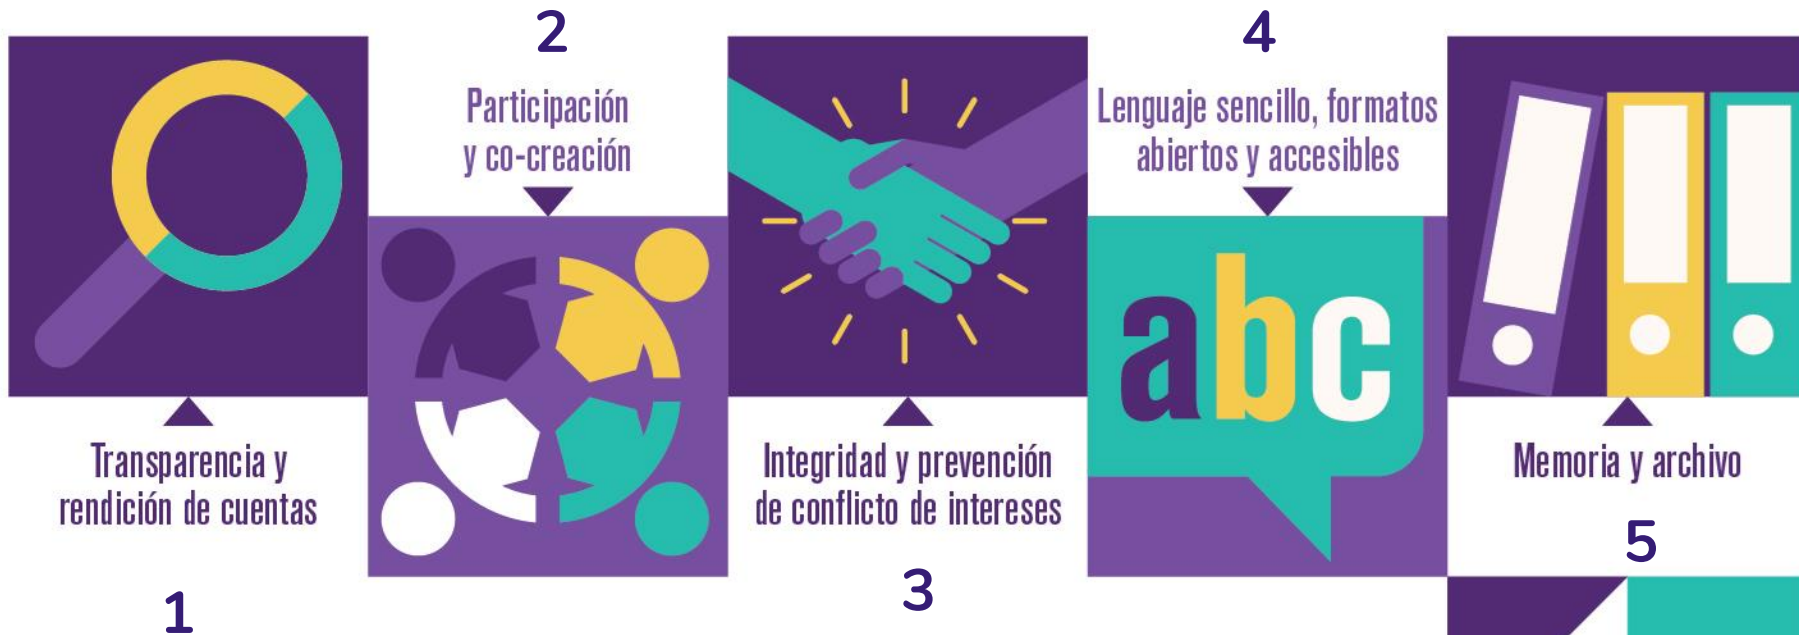 1
Transparencia y
rendición de cuentas
2
Participación
y co-creación
3
Integridad y prevención
de conflicto de intereses
4
Lenguaje sencillo, formatos
abiertos y accesibles
abc
5
Memoria y archivo